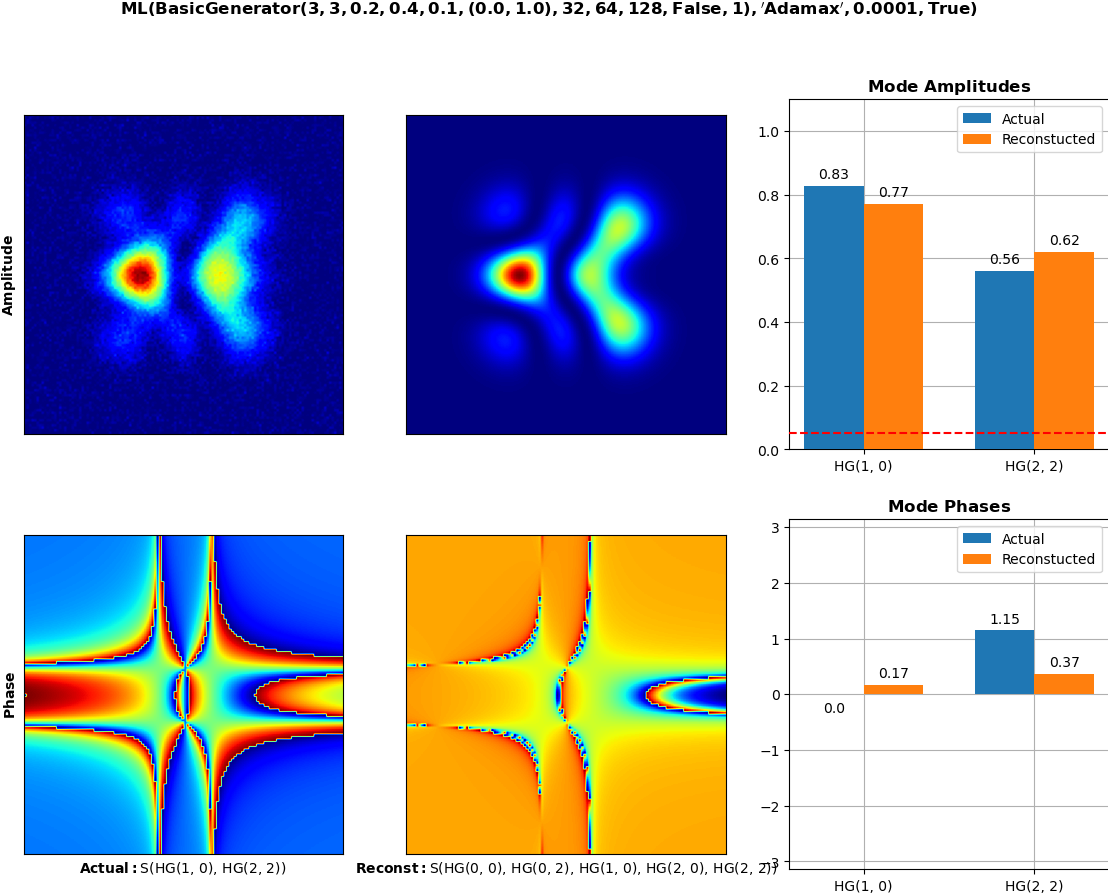 ML(BasicGenerator(3, 3, 0.2, 0.4, 0.1, (0.0, 1.0), 32, 64, 128, False, 1), ′Adamax′, 0.0001, True)
Mode Amplitudes
Amplitude
1.0
0.8
0.6
0.4
0.2
0.0
Actual
Reconstucted
0.83
0.77
0.56
0.62
HG(1, 0)
HG(2, 2)
Mode Phases
Phase
3
2
1
0
−1
−2
−3
Actual
Reconstucted
0.0
0.17
1.15
0.37
HG(1, 0)
HG(2, 2)
Actual: S(HG(1, 0), HG(2, 2))
Reconst: S(HG(0, 0), HG(0, 2), HG(1, 0), HG(2, 0), HG(2, 2))